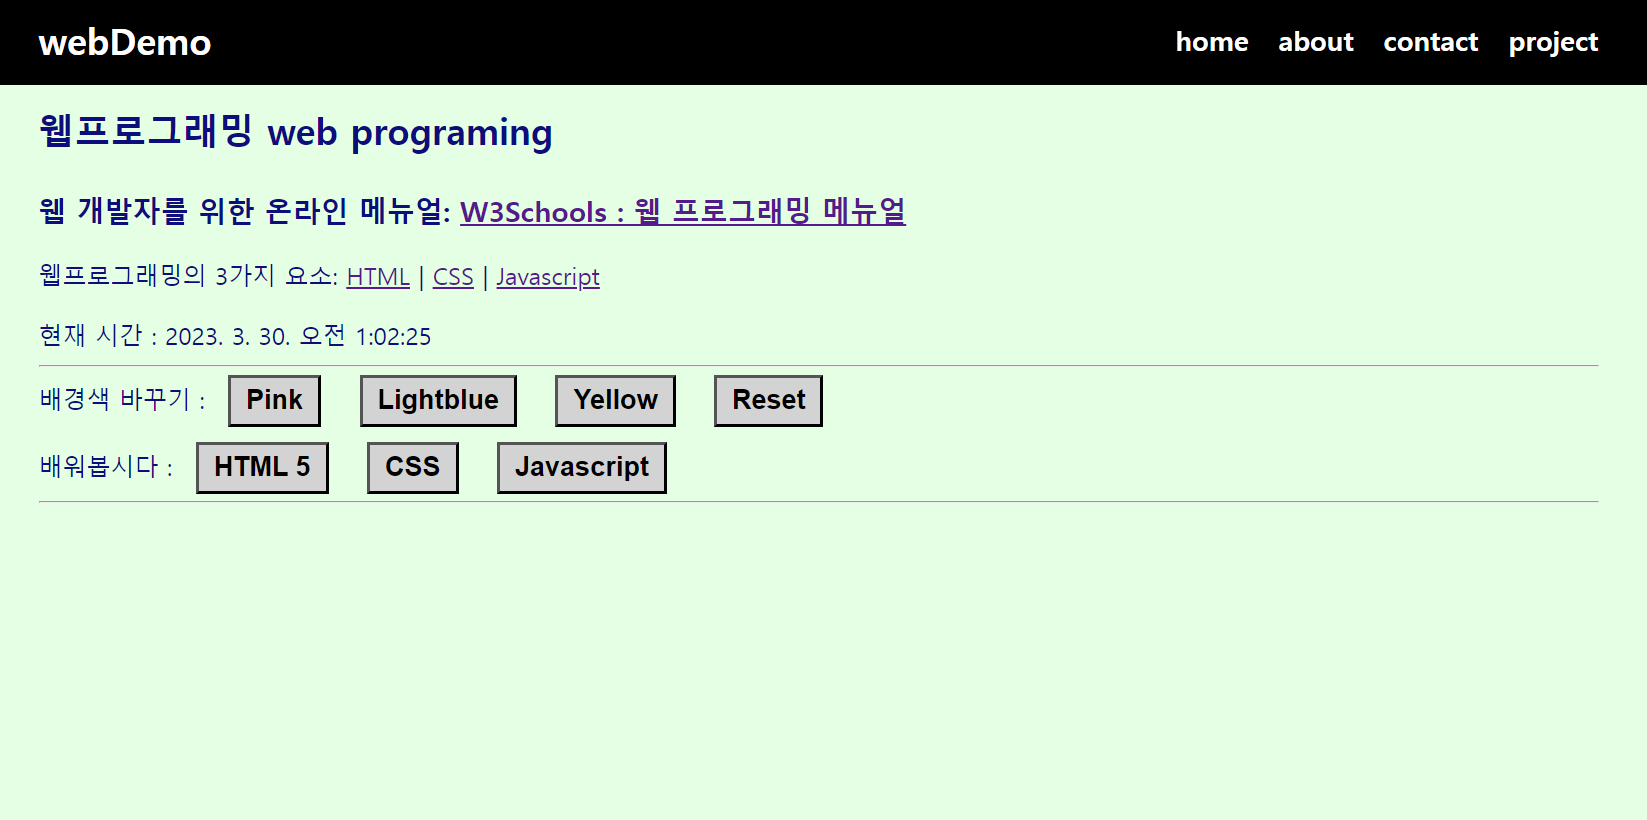 webDemo home about contact project
웹프로그래밍 web programing
웹 개발자를 위한 온라인 메뉴얼: W3Schools : 웹 프로그래밍 메뉴얼
웹프로그래밍의 3가지 요소: HTML | CSS | Javascript
현재 시간 : 2023. 3. 30. 오전 1:02:25
배경색 바꾸기 : Pink Lightblue Yellow Reset
배워봅시다 : HTML 5 CSS Javascript